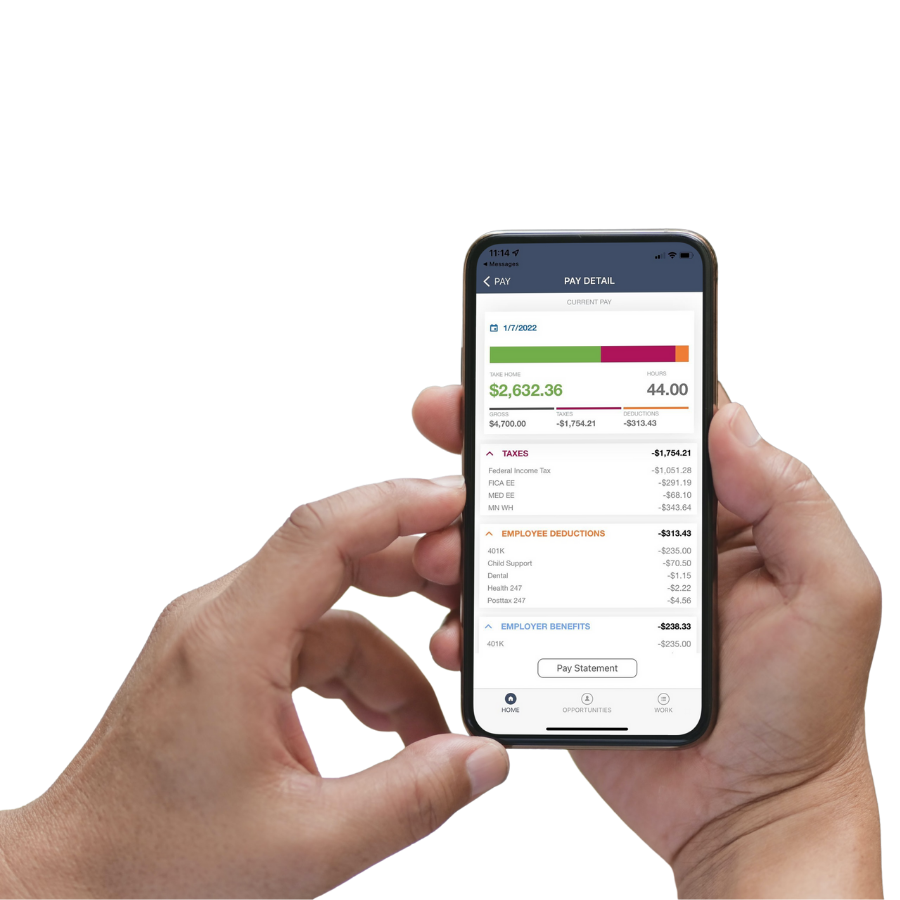 11:14
Messages
PAY PAY DETAIL
CURRENT PAY
1/7/2022
TAKE HOME HOURS
$2,632.36 44.00
GROSS TAXES DEDUCTIONS
$4,700.00 -$1,754.21 -$313.43
TAXES -$1,754.21
Federal Income Tax -$1,051.28
FICA EE -$291.19
MED EE -$68.10
MN WH -$343.64
EMPLOYEE DEDUCTIONS -$313.43
401K -$235.00
Child Support -$70.50
Dental -$1.15
Health 247 -$2.22
Posttax 247 -$4.56
EMPLOYER BENEFITS -$238.33
401K -$235.00
Pay Statement
HOME OPPORTUNITIES WORK